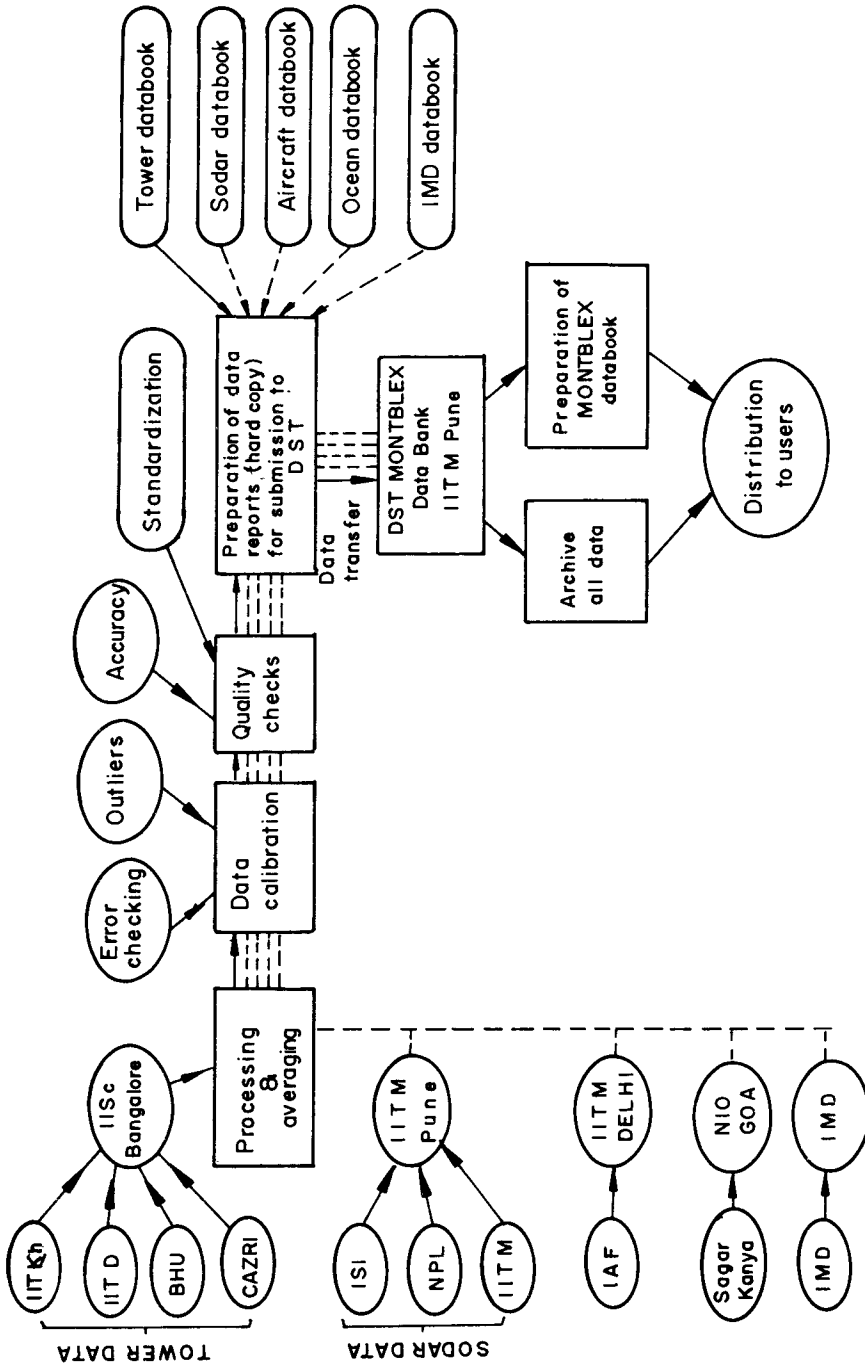 TOWER DATA
IITKh
IITD
BHU
CAZRI
IISc
Bangalore
SODAR DATA
ISI
NPL
IITM
IITM
Pune
IAF
IITM
DELHI
Sagar
Kanya
NIO
GOA
IMD
IMD
Processing
&
averaging
Error
checking
Outliers
Data
calibration
Accuracy
Standardization
Quality
checks
Tower databook
Sodar databook
Aircraft databook
Ocean databook
IMD databook
Preparation of data
reports (hard copy)
for submission to
DST
Data
transfer
DST MONTBLEX
Data Bank
IITM Pune
Archive
all data
Preparation of
MONTBLEX
databook
Distribution
to users